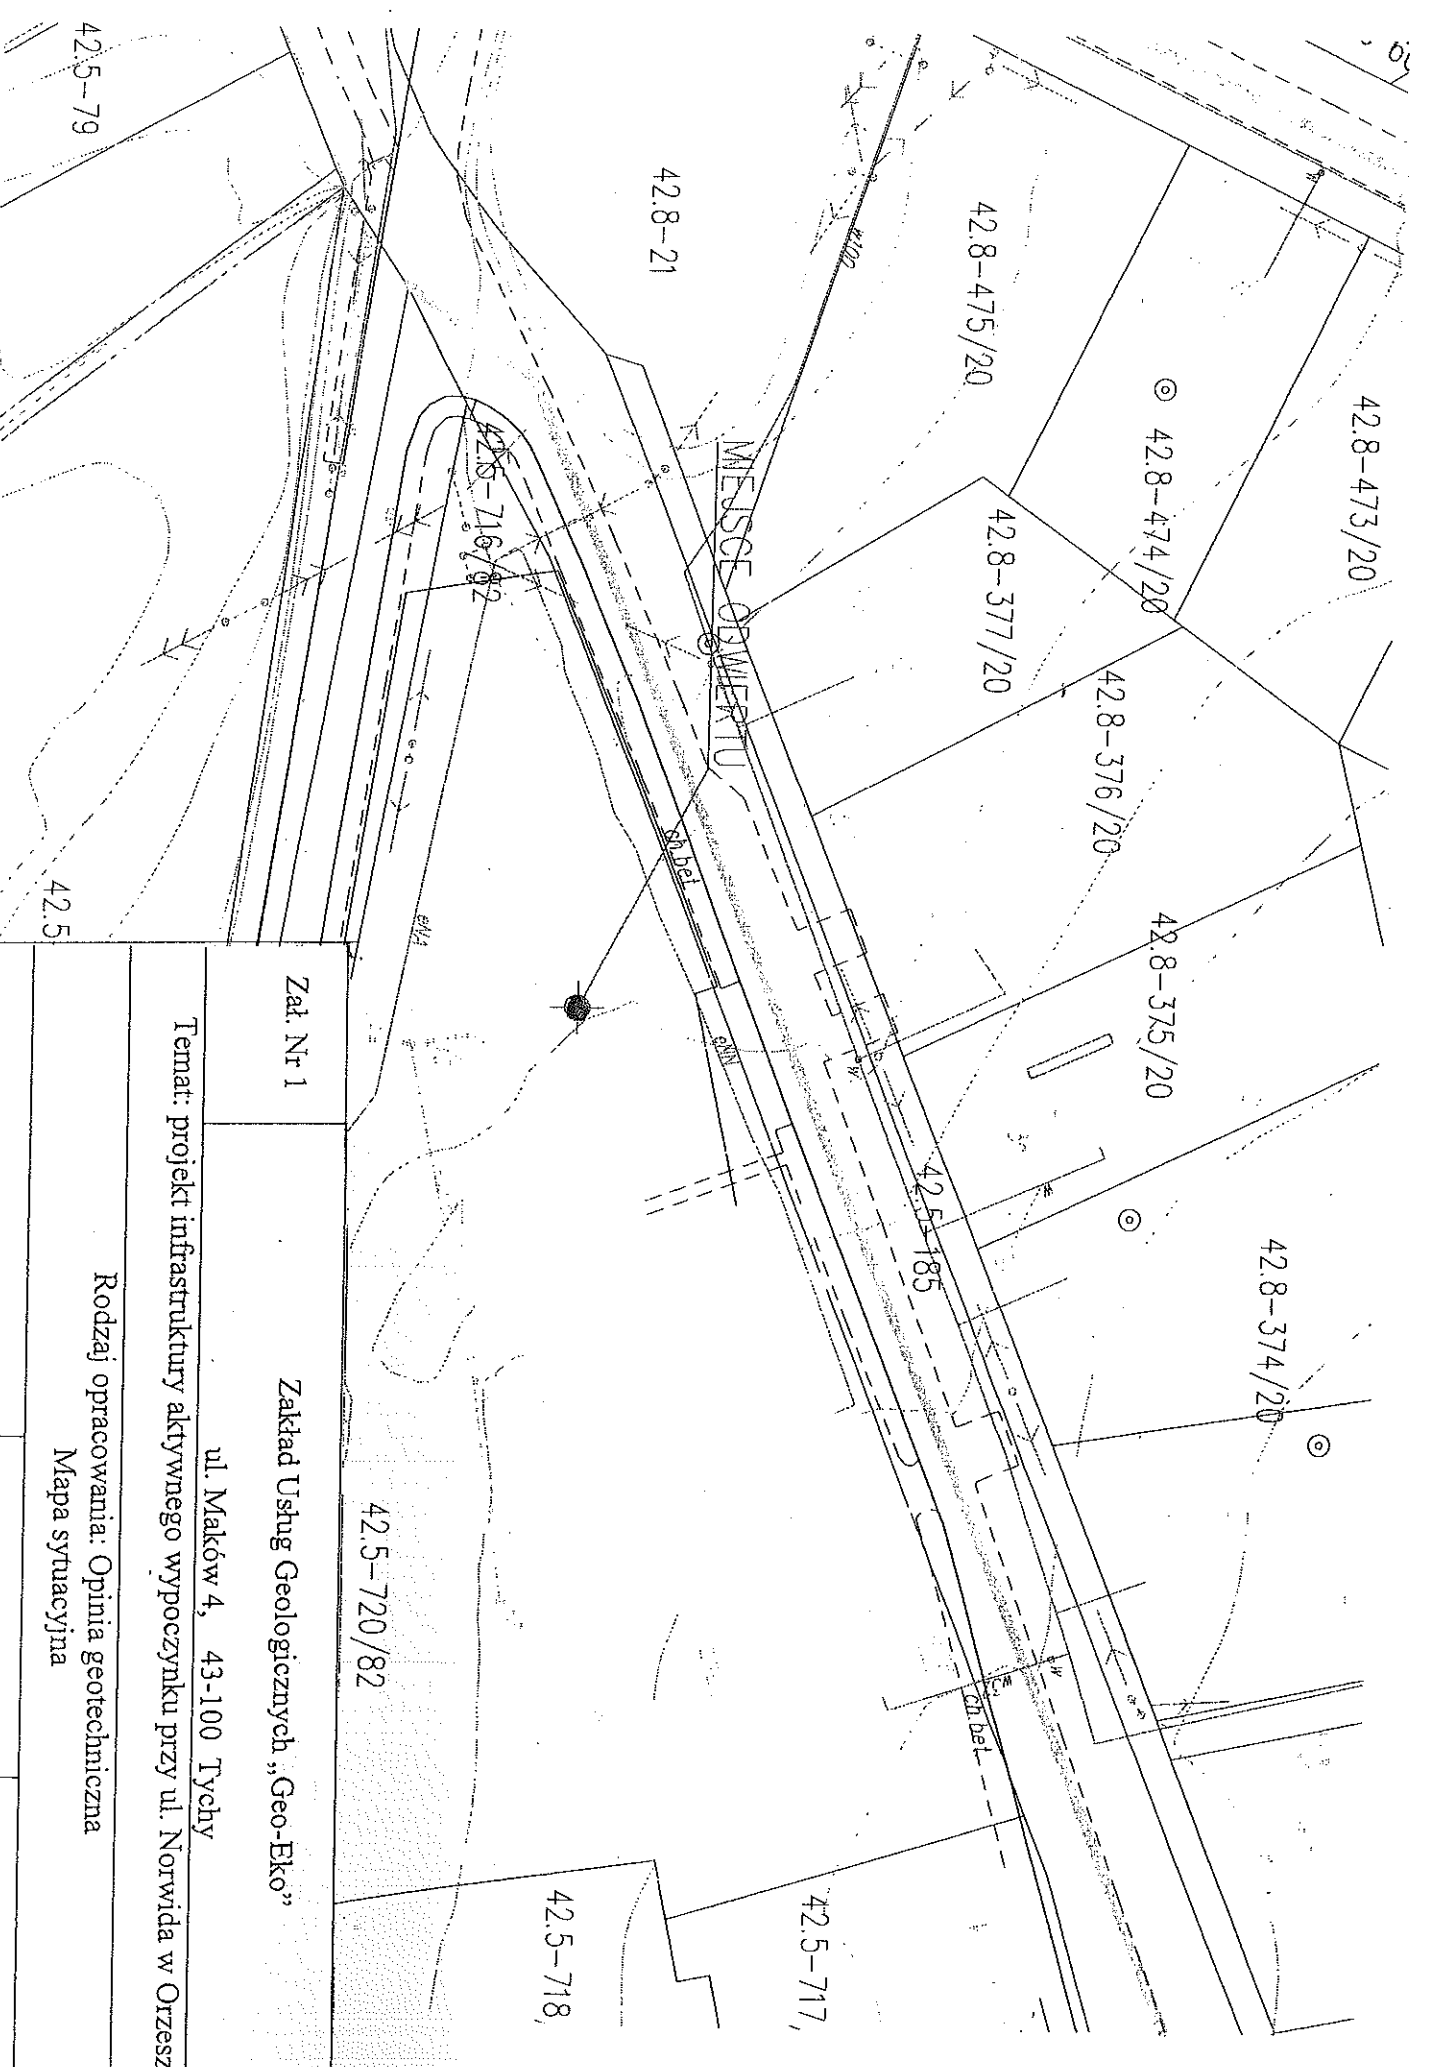 42.8-473/20
42.8-474/20
42.8-475/20
42.8-21
42.5-79
42.8-377/20
42.8-376/20
42.8-375/20
42.8-374/20
MIEJSCE ODWIERTU
42.5-716/82
w100
ch.bet
ch.bet
eNN
eNA
w
w
w
42.5-185
42.5-720/82
42.5-717,
42.5-718,
42.5
Zał. Nr 1
Zakład Usług Geologicznych „Geo-Eko”
ul. Maków 4, 43-100 Tychy
Temat: projekt infrastruktury aktywnego wypoczynku przy ul. Norwida w Orzesz
Rodzaj opracowania: Opinia geotechniczna
Mapa sytuacyjna